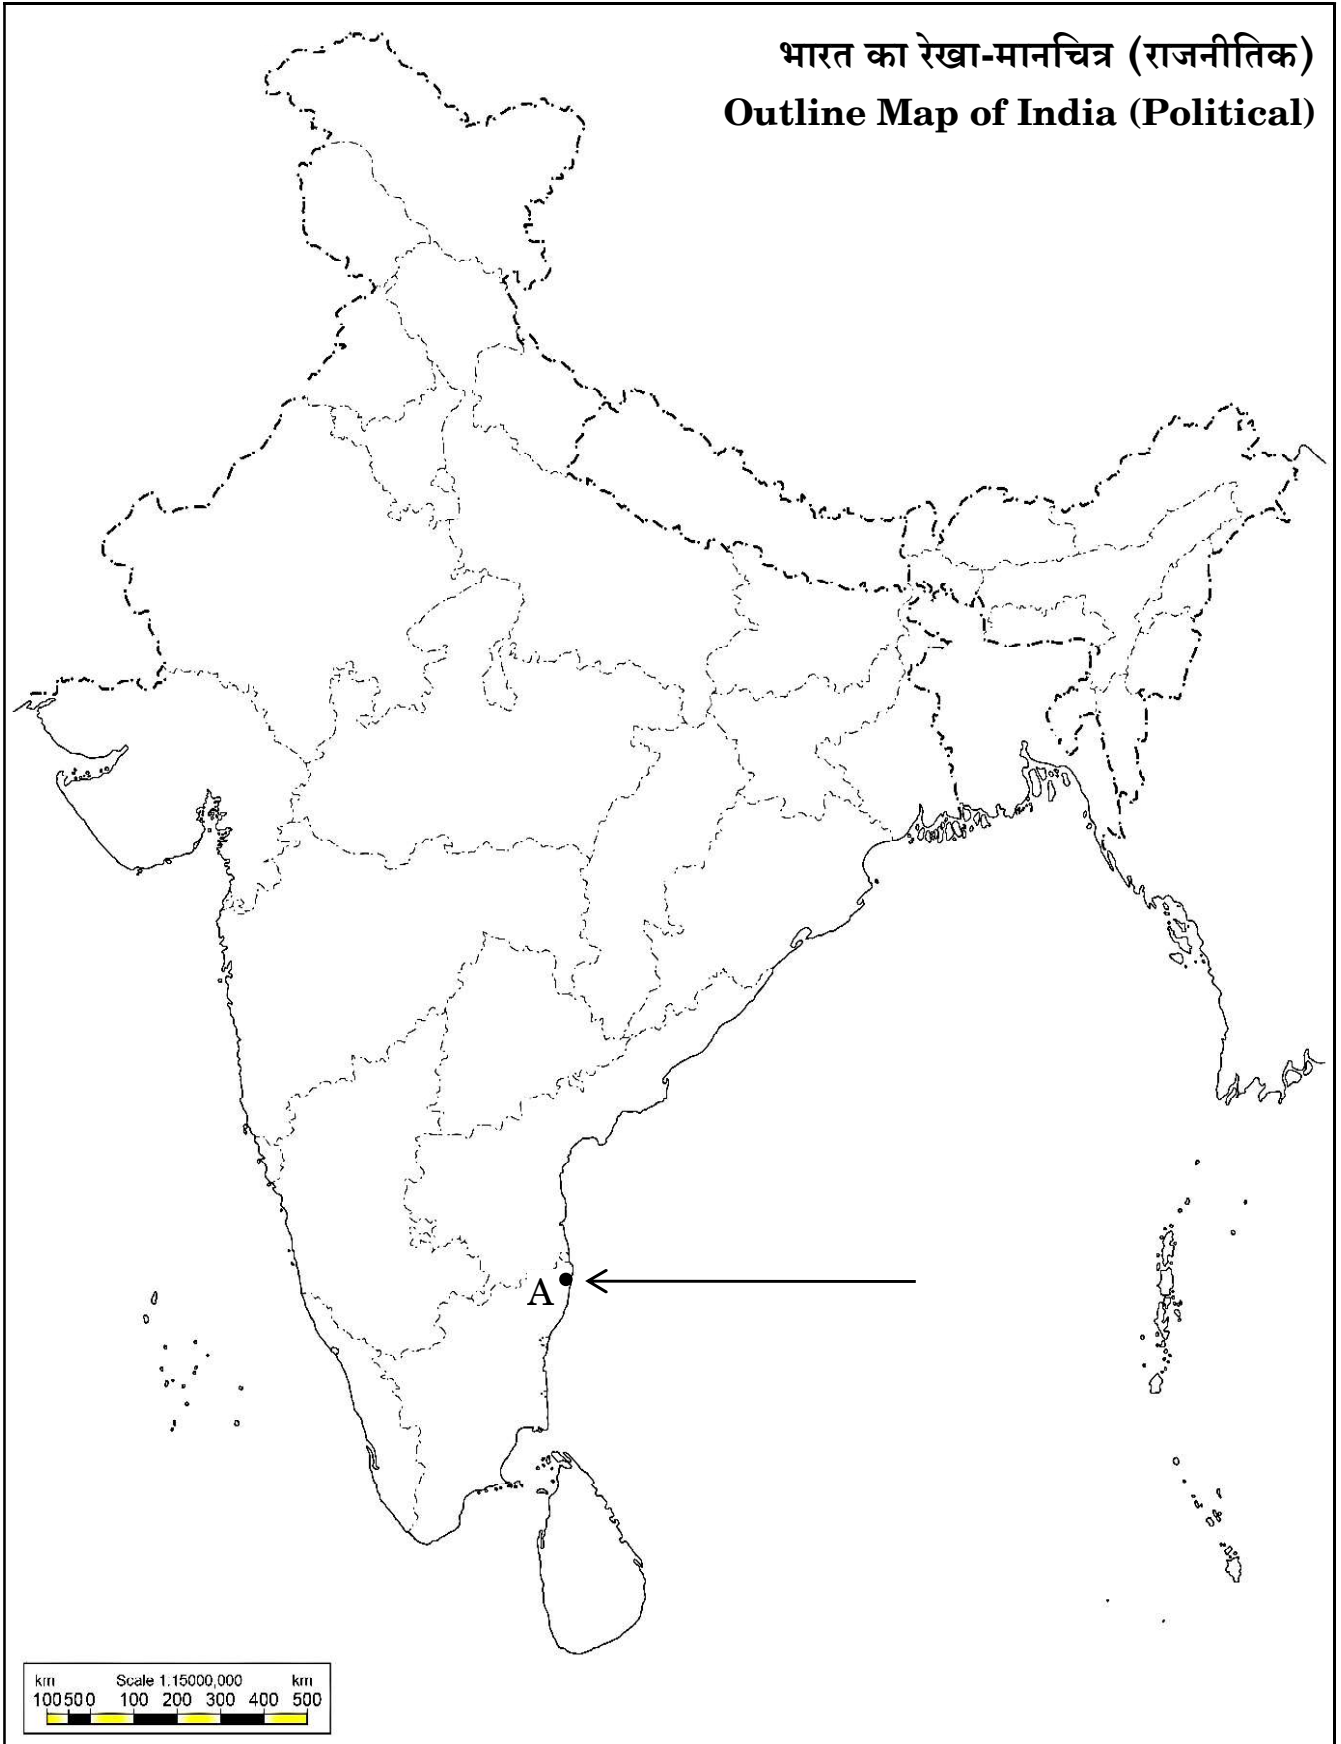 भारत का रेखा-मानचित्र (राजनीतिक)
Outline Map of India (Political)
A
km Scale 1:15000,000 km
100 50 0 100 200 300 400 500